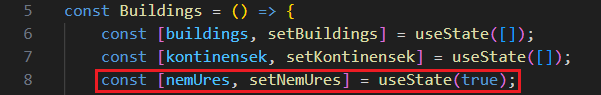 5 const Buildings = () => {
6 const [buildings, setBuildings] = useState([]);
7 const [kontinensek, setKontinensek] = useState([]);
8 const [nemUres, setNemUres] = useState(true);